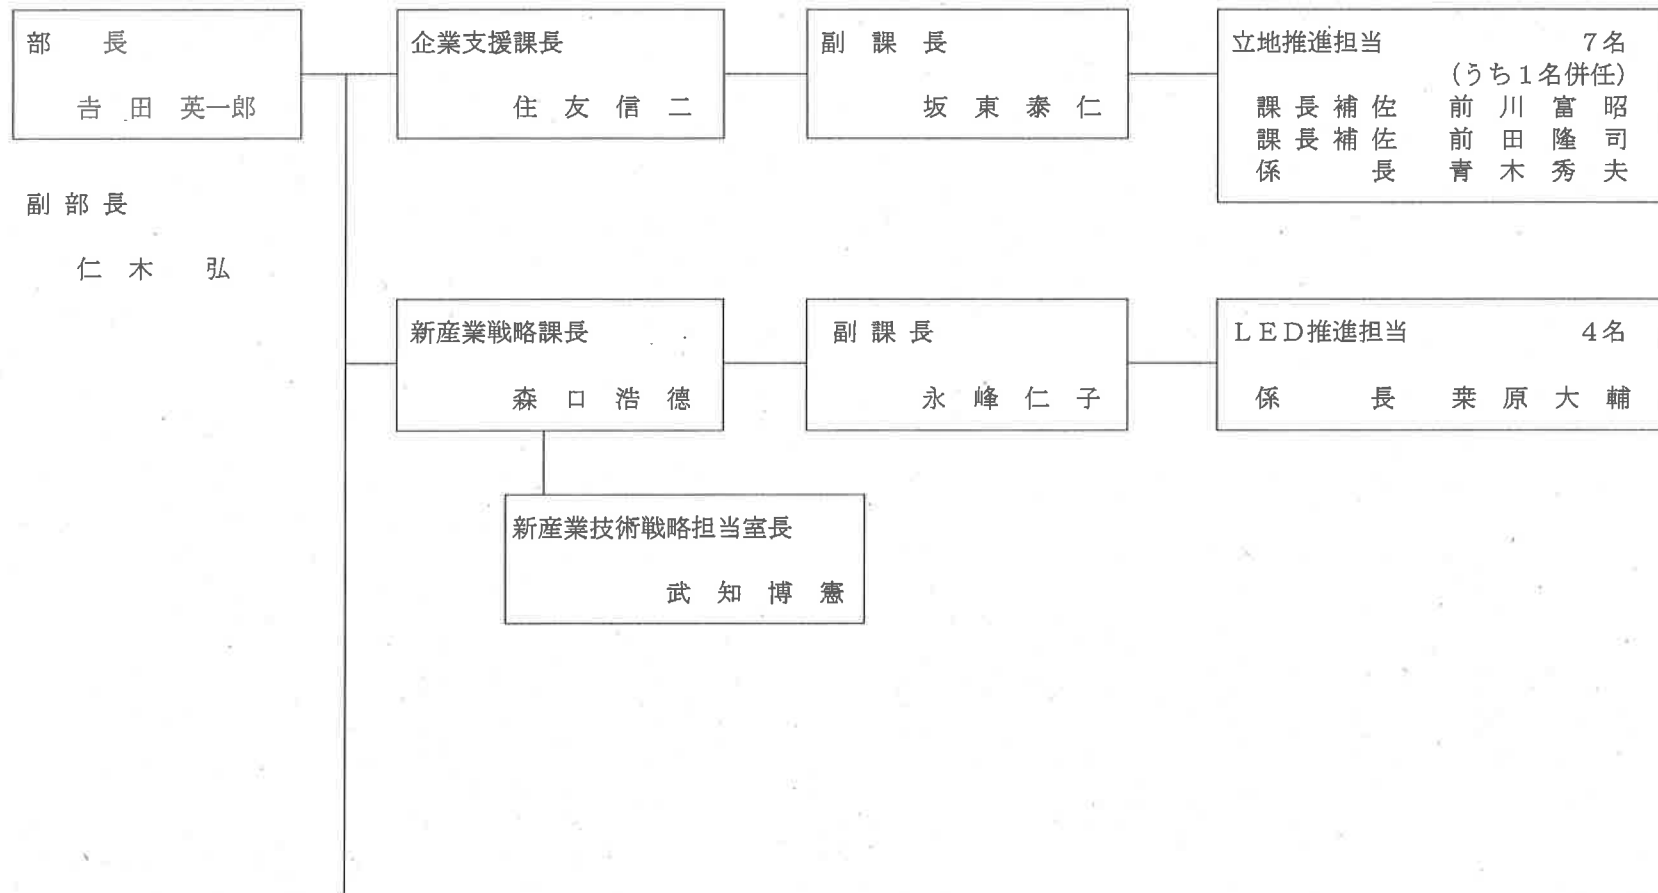 部　　長
吉　田　英一郎
副 部 長
仁　木　　弘
企業支援課長
住　友　信　二
副　課　長
坂　東　泰　仁
立地推進担当　　7名
(うち１名併任)
課 長 補 佐　前　川　富　昭
課 長 補 佐　前　田　隆　司
係　　　長　青　木　秀　夫
新産業戦略課長
森　口　浩　徳
副　課　長
永　峰　仁　子
ＬＥＤ推進担当　　4名
係　　　長　桒　原　大　輔
新産業技術戦略担当室長
武　知　博　憲